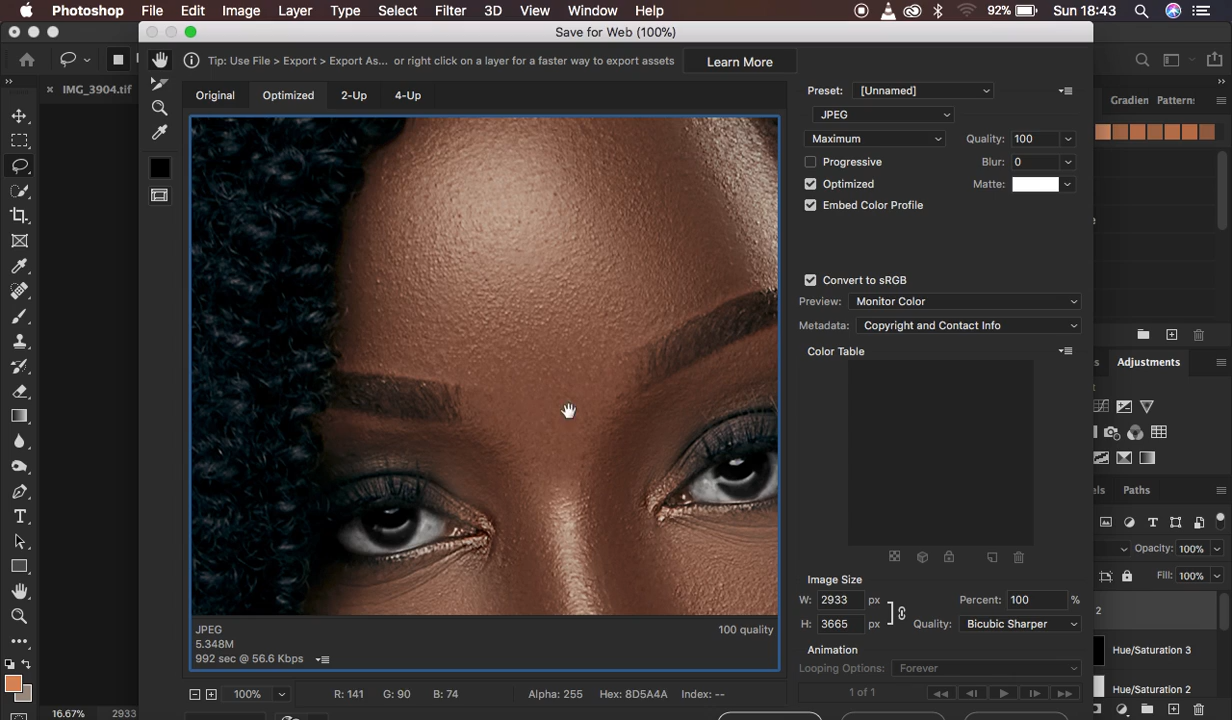 Photoshop File Edit Image Layer Type Select Filter 3D View Window Help 92% Sun 18:43
Save for Web (100%)
Tip: Use File > Export > Export As... or right click on a layer for a faster way to export assets Learn More
IMG_3904.tif
Original Optimized 2-Up 4-Up
Preset: [Unnamed]
Gradien Pattern
JPEG
Maximum Quality: 100
Progressive Blur: 0
Optimized Matte:
Embed Color Profile
Convert to sRGB
Preview: Monitor Color
Metadata: Copyright and Contact Info
Color Table
Adjustments
els Paths
Opacity: 100%
Fill: 100%
Image Size
W: 2933 px Percent: 100 %
H: 3665 px Quality: Bicubic Sharper
2
JPEG 100 quality
5.348M
992 sec @ 56.6 Kbps
Animation
Looping Options: Forever
Hue/Saturation 3
Hue/Saturation 2
100% R: 141 G: 90 B: 74 Alpha: 255 Hex: 8D5A4A Index: --
1 of 1
16.67% 2933